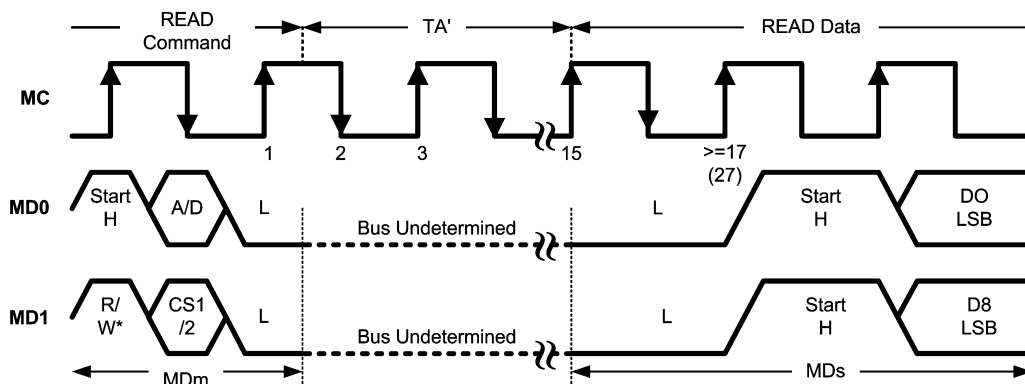 READ
Command
TA'
READ Data
MC
1
2
3
15
>=17
(27)
MD0
Start
H
A/D
L
Bus Undetermined
L
Start
H
DO
LSB
MD1
R/
W*
CS1
/2
L
Bus Undetermined
L
Start
H
D8
LSB
MDm
MDs